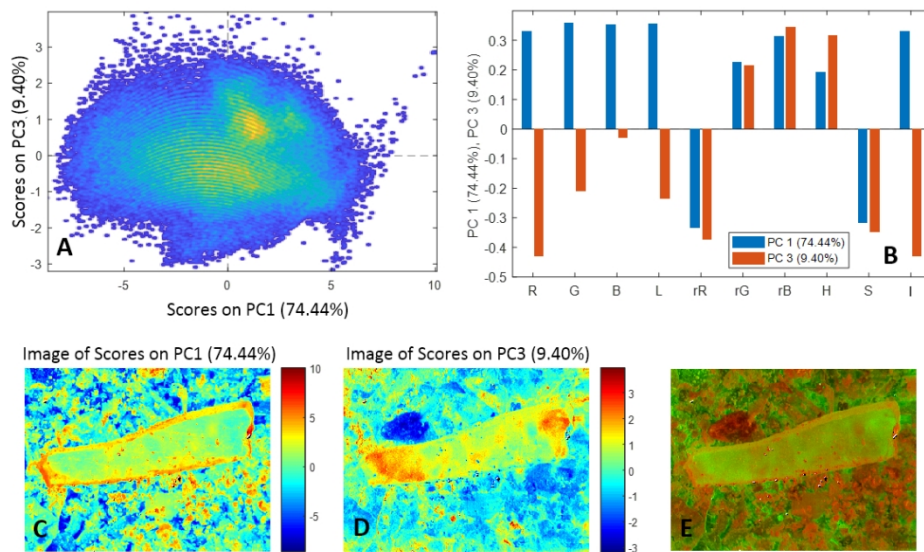 3
2
1
0
-1
-2
-3
-5
0
5
10
Scores on PC3 (9.40%)
Scores on PC1 (74.44%)
A
0.3
0.2
0.1
0
-0.1
-0.2
-0.3
-0.4
-0.5
PC 1 (74.44%), PC 3 (9.40%)
PC 1 (74.44%)
PC 3 (9.40%)
B
R G B L rR rG rB H S I
Image of Scores on PC1 (74.44%)
10
5
0
-5
C
Image of Scores on PC3 (9.40%)
3
2
1
0
-1
-2
-3
D
E